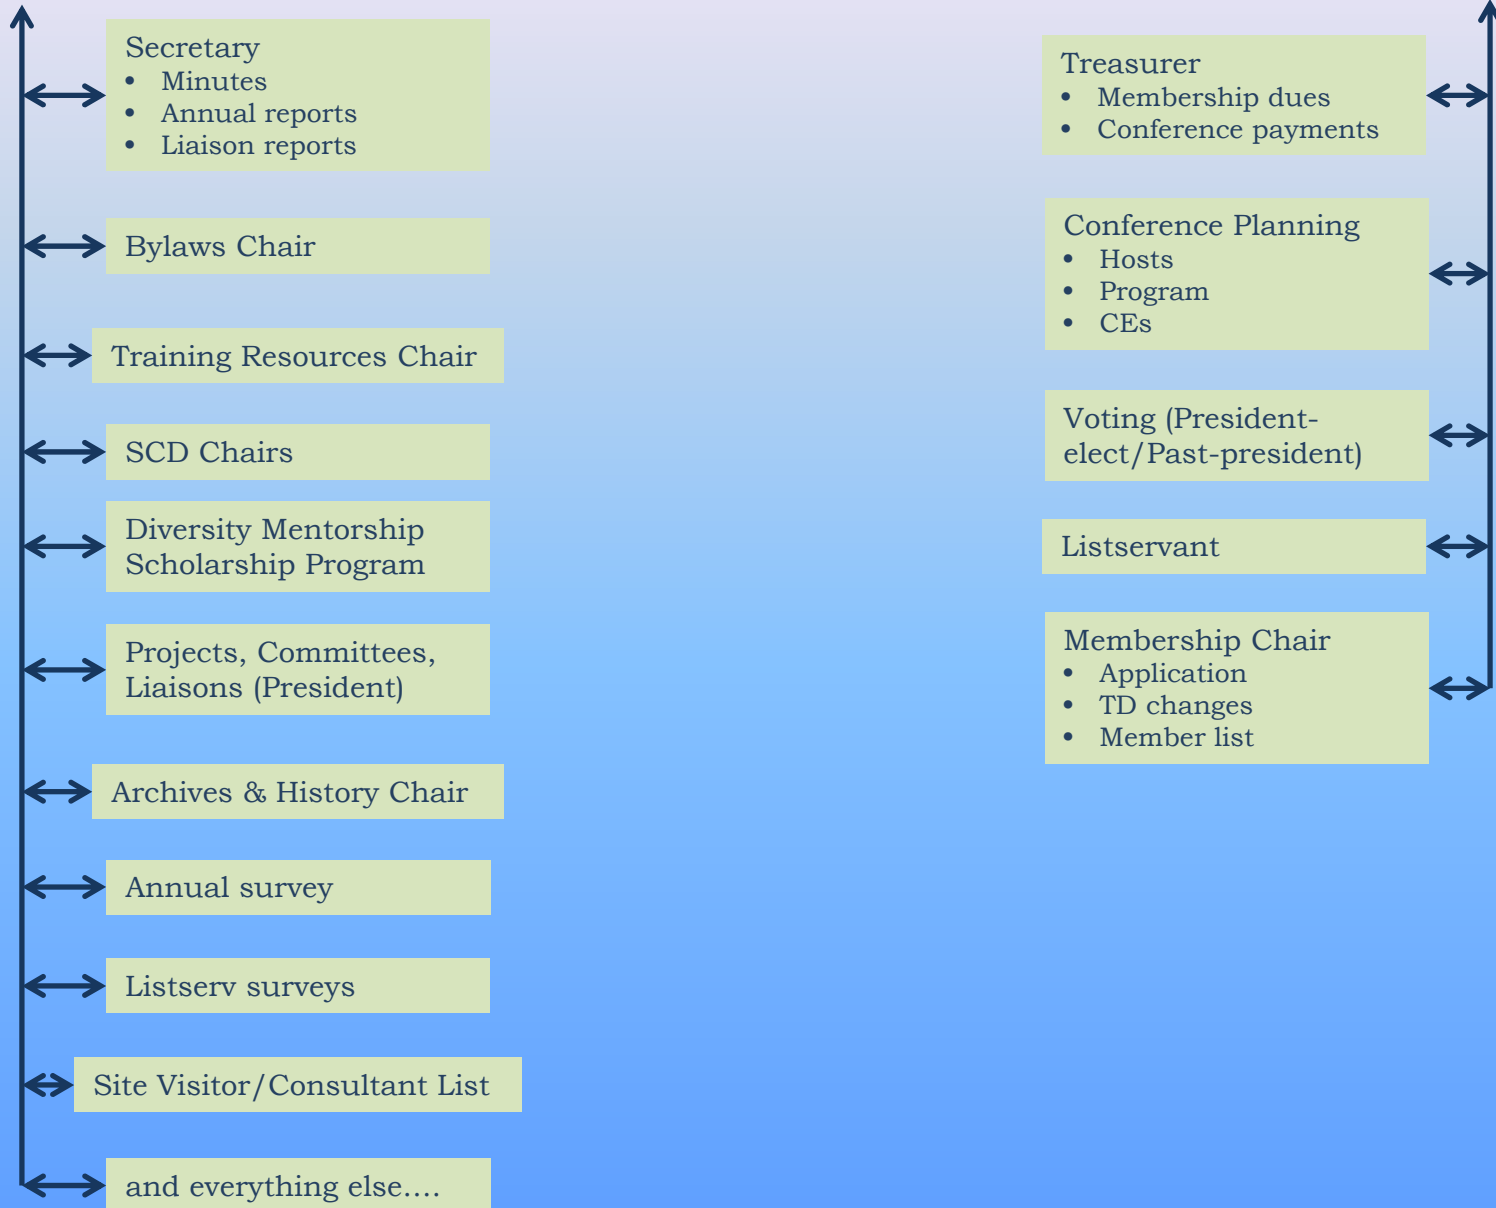 Secretary
• Minutes
• Annual reports
• Liaison reports
Bylaws Chair
Training Resources Chair
SCD Chairs
Diversity Mentorship
Scholarship Program
Projects, Committees,
Liaisons (President)
Archives & History Chair
Annual survey
Listserv surveys
Site Visitor/Consultant List
and everything else....
Treasurer
• Membership dues
• Conference payments
Conference Planning
• Hosts
• Program
• CEs
Voting (President-
elect/Past-president)
Listservant
Membership Chair
• Application
• TD changes
• Member list